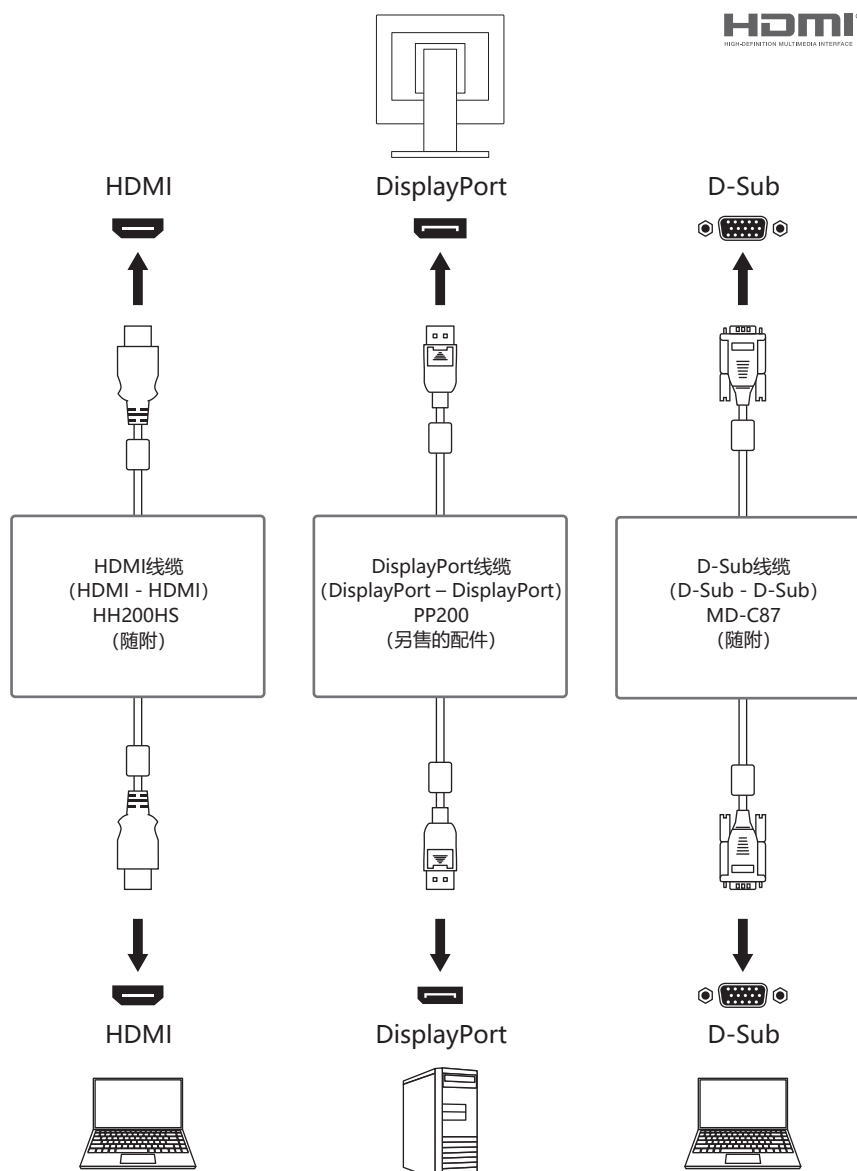 HDMI
HIGH-DEFINITION MULTIMEDIA INTERFACE
HDMI
DisplayPort
D-Sub
HDMI线缆
(HDMI - HDMI)
HH200HS
(随附)
DisplayPort线缆
(DisplayPort – DisplayPort)
PP200
(另售的配件)
D-Sub线缆
(D-Sub - D-Sub)
MD-C87
(随附)
HDMI
DisplayPort
D-Sub